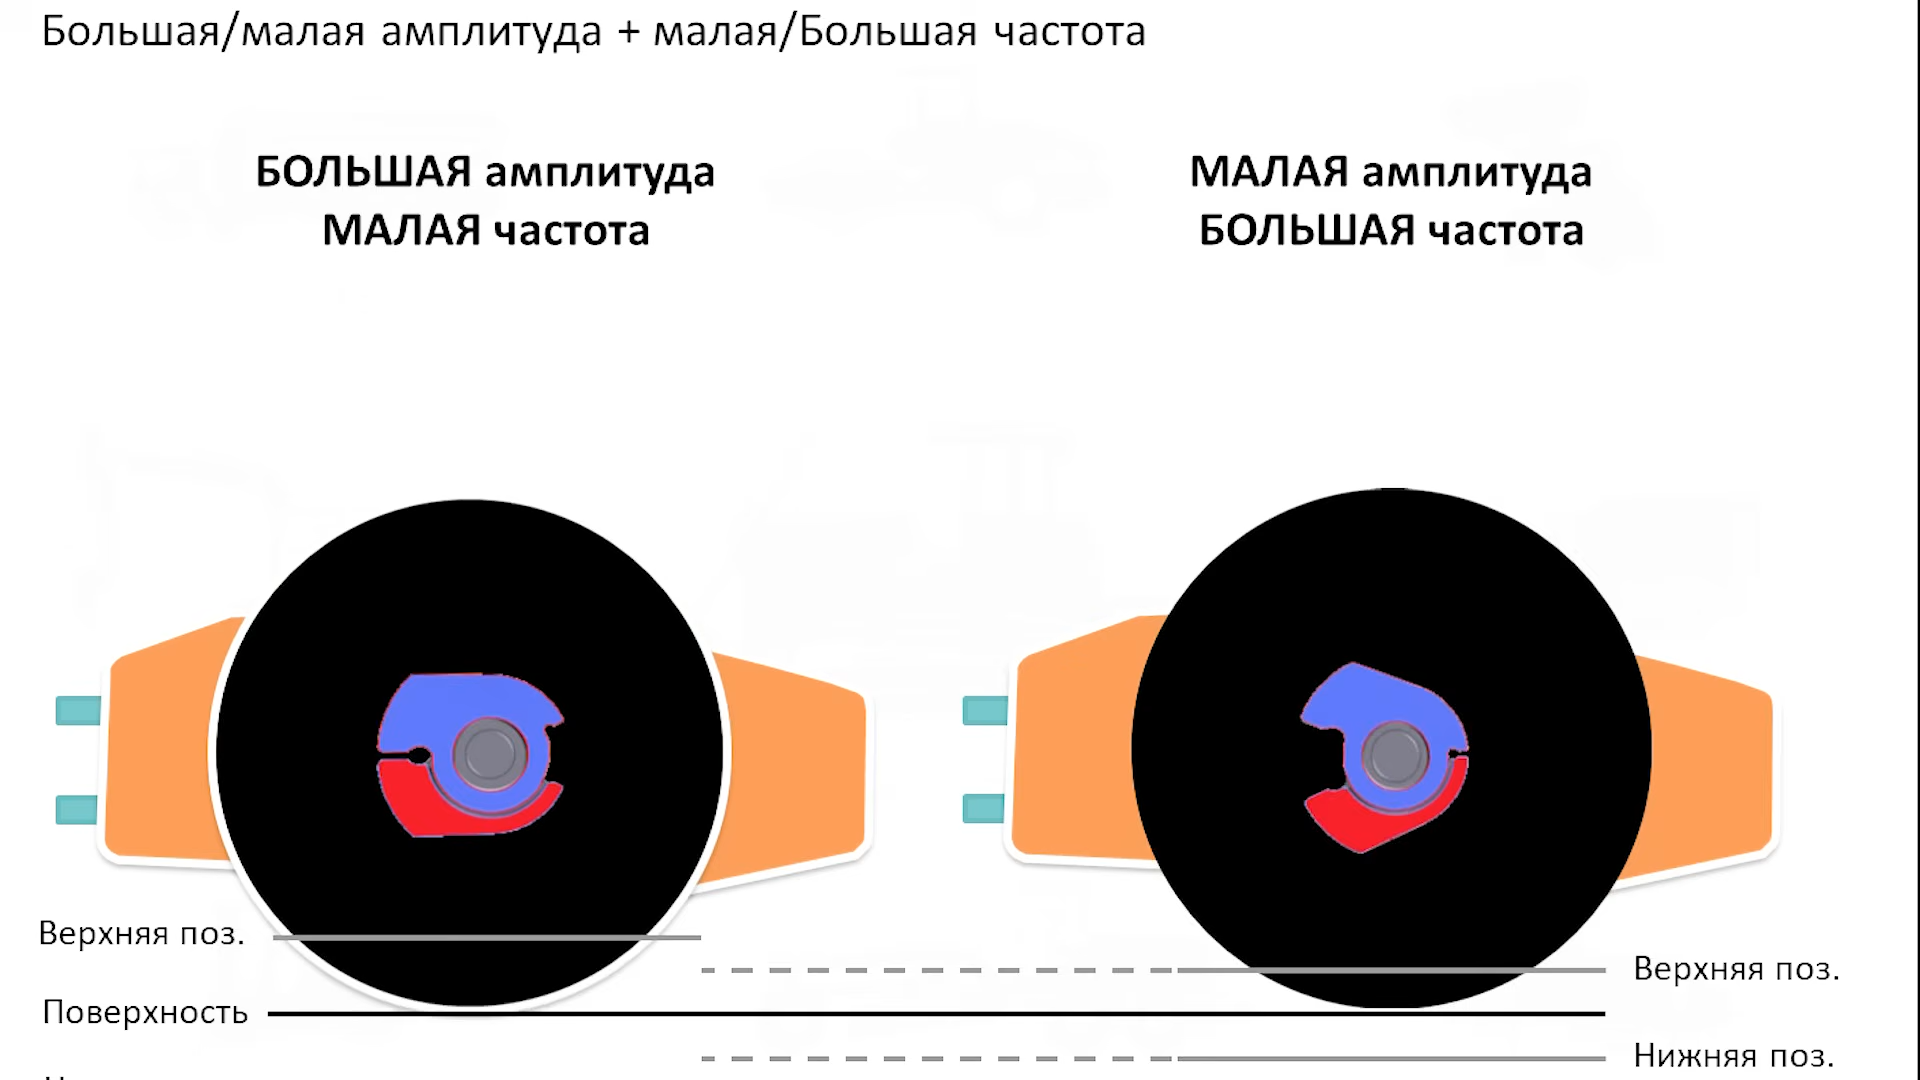 Большая/малая амплитуда + малая/Большая частота
БОЛЬШАЯ амплитуда
МАЛАЯ частота
МАЛАЯ амплитуда
БОЛЬШАЯ частота
Верхняя поз.
Верхняя поз.
Поверхность
Нижняя поз.